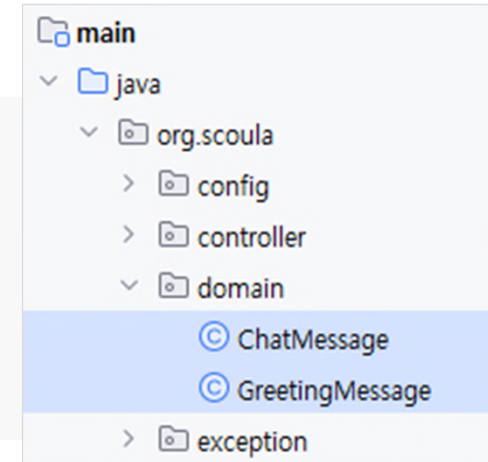 main
java
org.scoula
config
controller
domain
ChatMessage
GreetingMessage
exception